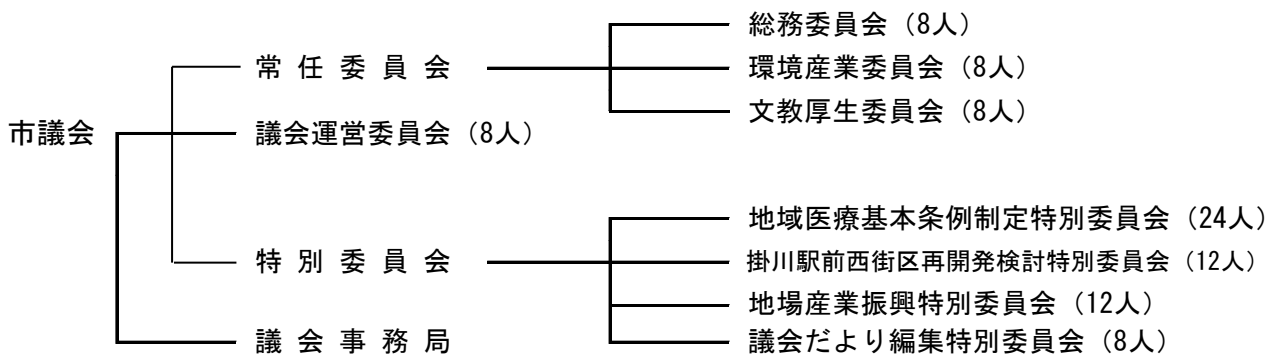 総務委員会（8人）
常任委員会
環境産業委員会（8人）
文教厚生委員会（8人）
市議会
議会運営委員会（8人）
地域医療基本条例制定特別委員会（24人）
特別委員会
掛川駅前西街区再開発検討特別委員会（12人）
地場産業振興特別委員会（12人）
議会事務局
議会だより編集特別委員会（8人）